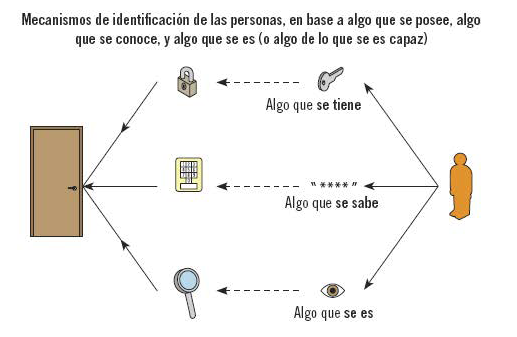 Mecanismos de identificación de las personas, en base a algo que se posee, algo
que se conoce, y algo que se es (o algo de lo que se es capaz)
Algo que se tiene
" **** "
Algo que se sabe
Algo que se es